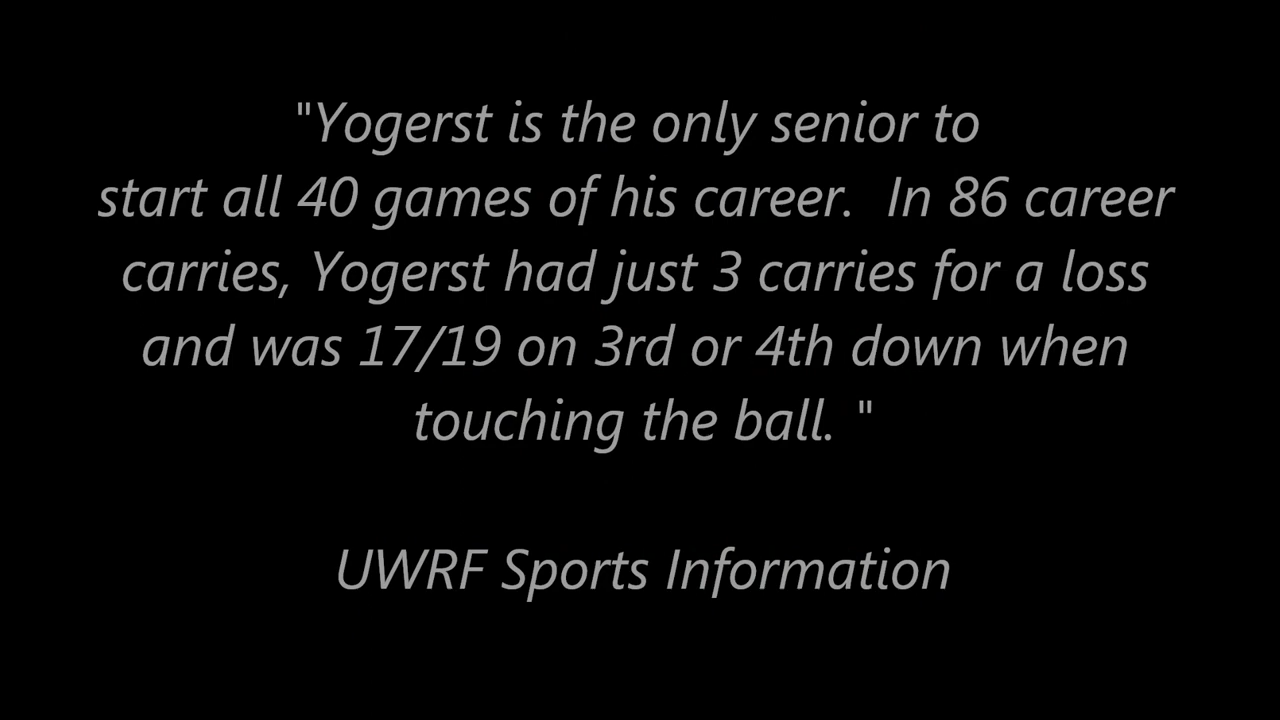 "Yogerst is the only senior to
start all 40 games of his career.  In 86 career
carries, Yogerst had just 3 carries for a loss
and was 17/19 on 3rd or 4th down when
touching the ball. "
UWRF Sports Information